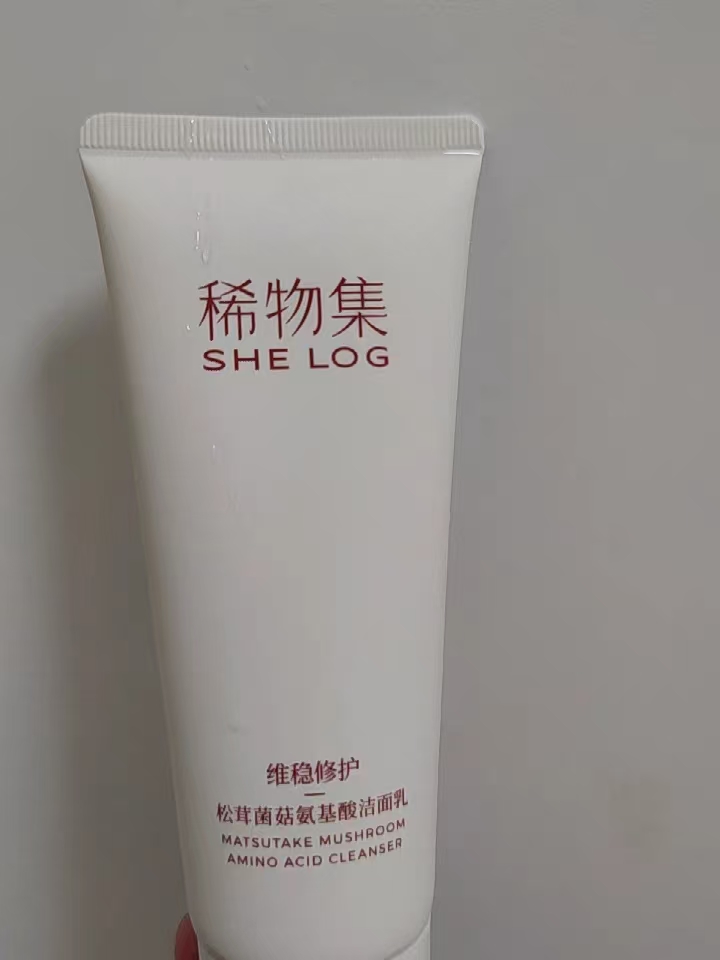 稀物集
SHE LOG
维稳修护
松茸菌菇氨基酸洁面乳
MATSUTAKE MUSHROOM
AMINO ACID CLEANSER